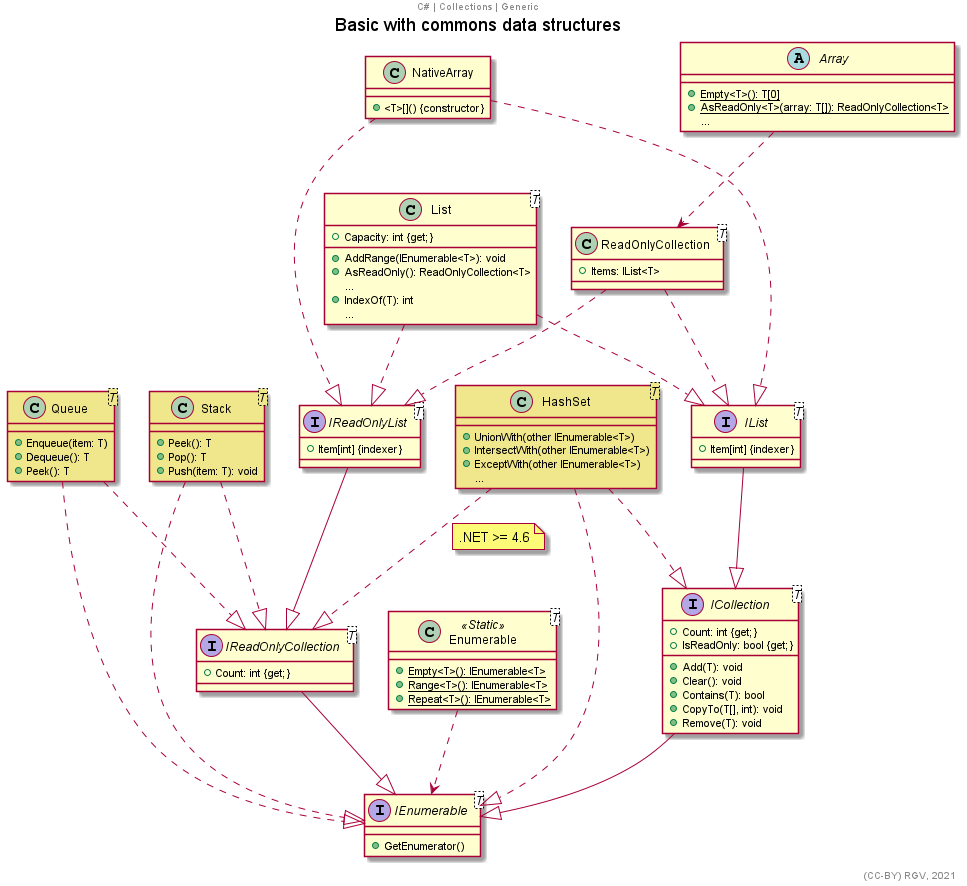 C# | Collections | Generic
Basic with commons data structures
C NativeArray
<T>[]() {constructor}
A Array
Empty<T>(): T[0]
AsReadOnly<T>(array: T[]): ReadOnlyCollection<T>
...
C List T
Capacity: int {get;}
AddRange(IEnumerable<T>): void
AsReadOnly(): ReadOnlyCollection<T>
...
IndexOf(T): int
...
C ReadOnlyCollection T
Items: IList<T>
C Queue T
Enqueue(item: T)
Dequeue(): T
Peek(): T
C Stack T
Peek(): T
Pop(): T
Push(item: T): void
I IReadOnlyList T
Item[int] {indexer}
C HashSet T
UnionWith(other IEnumerable<T>)
IntersectWith(other IEnumerable<T>)
ExceptWith(other IEnumerable<T>)
...
I IList T
Item[int] {indexer}
.NET >= 4.6
I IReadOnlyCollection T
Count: int {get;}
C «Static»
Enumerable T
Empty<T>(): IEnumerable<T>
Range<T>(): IEnumerable<T>
Repeat<T>(): IEnumerable<T>
I ICollection T
Count: int {get;}
IsReadOnly: bool {get;}
Add(T): void
Clear(): void
Contains(T): bool
CopyTo(T[], int): void
Remove(T): void
I IEnumerable T
GetEnumerator()
(CC-BY) RGV, 2021